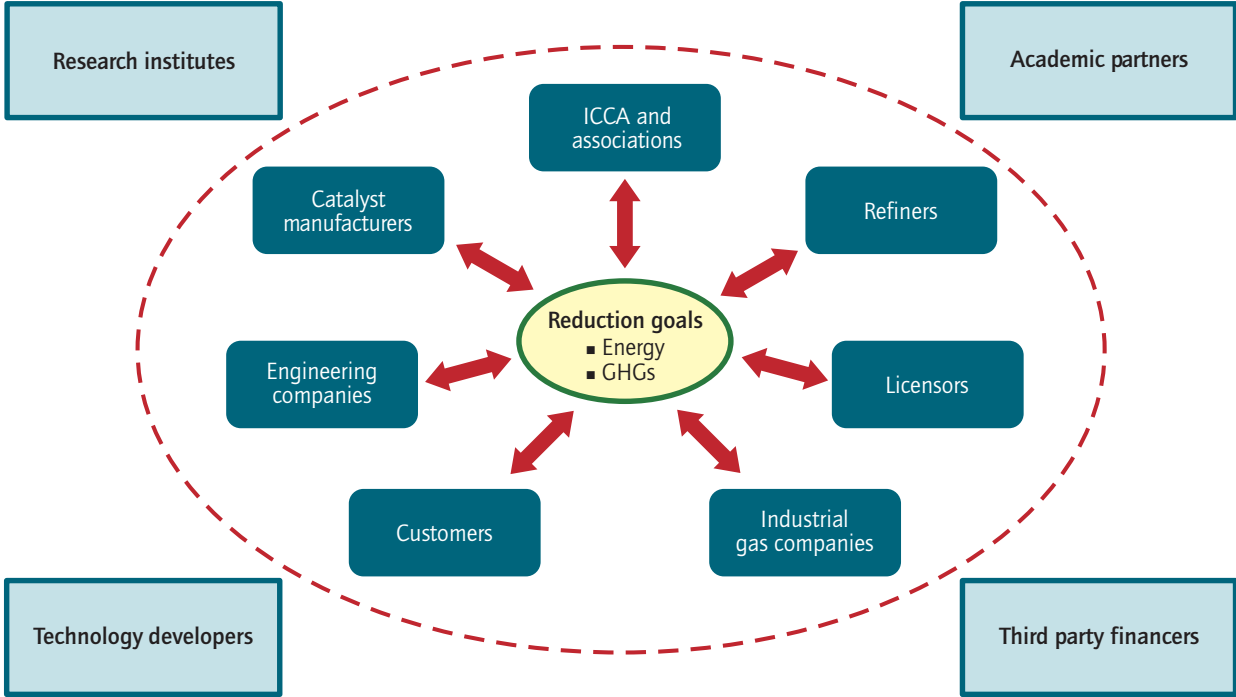 Research institutes
Academic partners
ICCA and
associations
Catalyst
manufacturers
Refiners
Reduction goals
▪ Energy
▪ GHGs
Engineering
companies
Licensors
Customers
Industrial
gas companies
Technology developers
Third party financers